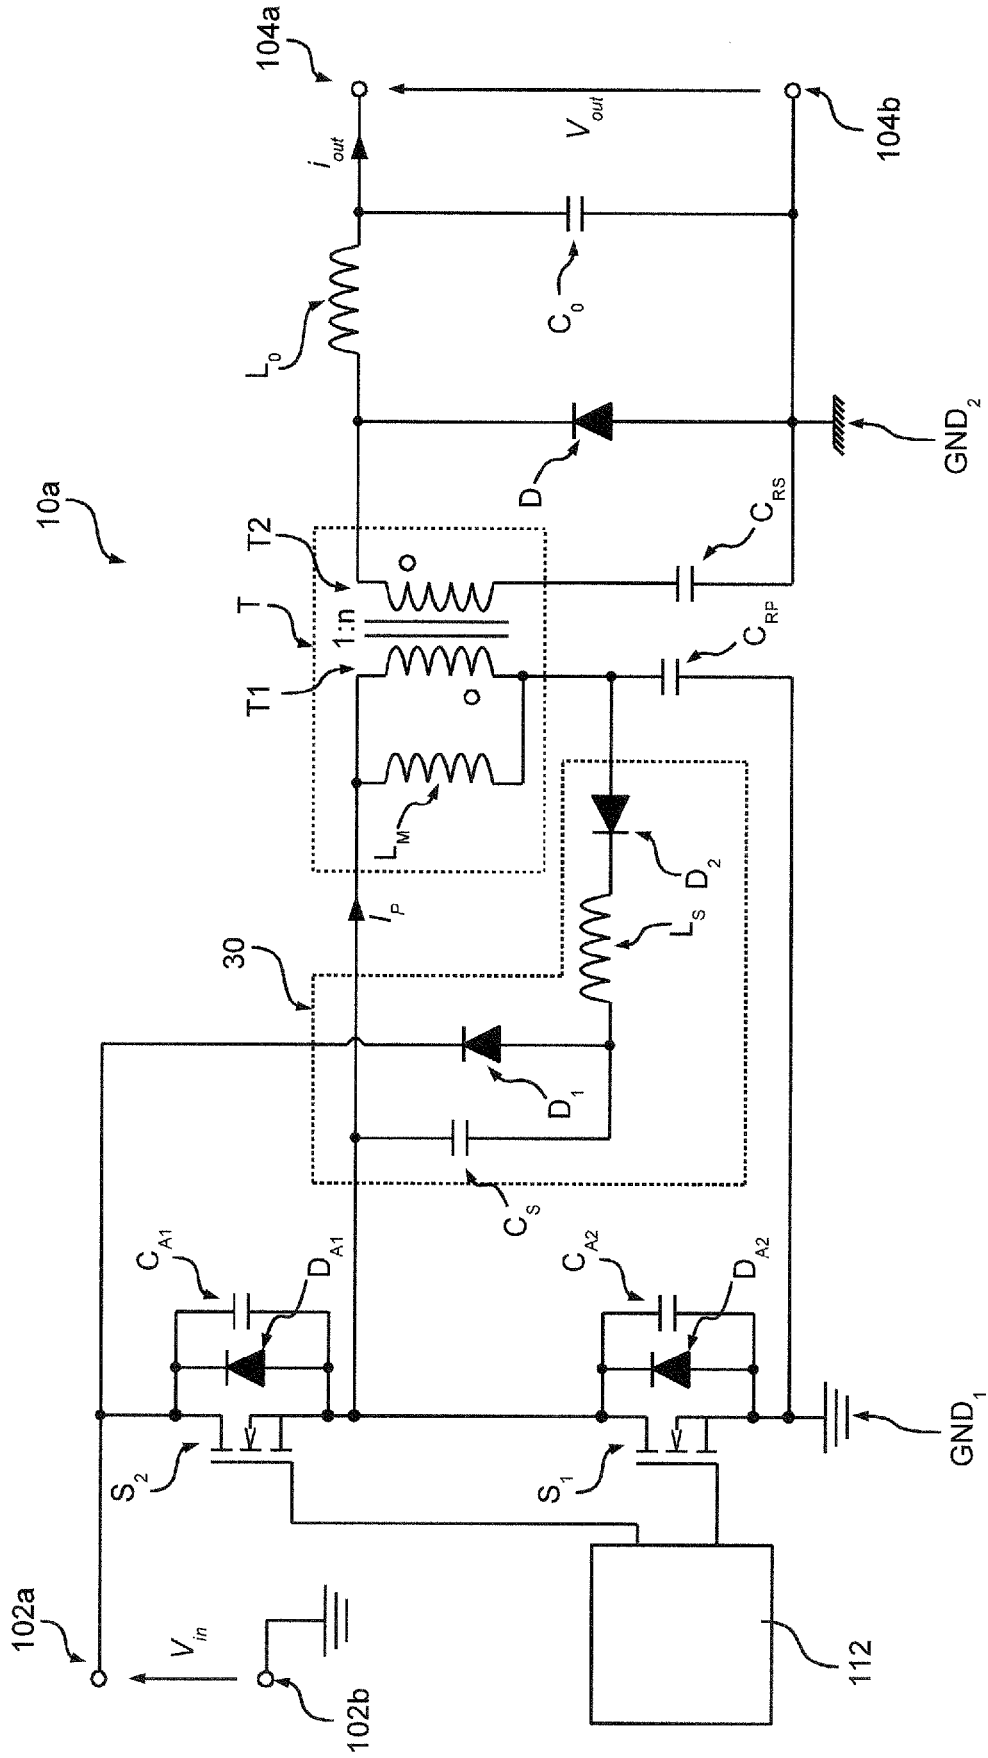 10a
102a
V_in
102b
S_2
C_A1
D_A1
S_1
C_A2
D_A2
112
GND_1
30
C_S
D_1
L_S
D_2
I_P
L_M
T
T1
T2
1:n
C_RP
C_RS
D
L_0
C_0
i_out
V_out
104a
104b
GND_2